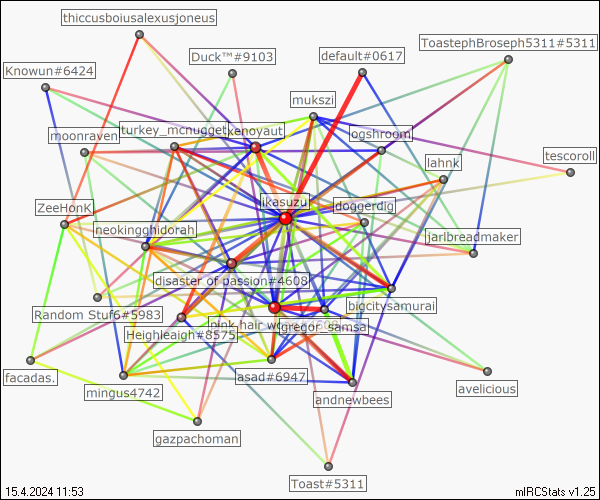 thiccusboiusalexusjoneus
Duck™#9103
default#0617
ToastephBroseph5311#5311
Knowun#6424
mukszi
moonraven
turkey_mcnugget
xenoyaut
ogshroom
lahnk
tescoroll
ikasuzu
ZeeHonK
doggerdig
neokingghidorah
jarlbreadmaker
disaster of passion#4608
Random Stuf6#5983
bigcitysamurai
pink hair
gregor_samsa
Heighleaigh#8575
facadas.
asad#6947
mingus4742
andnewbees
avelicious
gazpachoman
Toast#5311
15.4.2024 11:53
mIRCStats v1.25